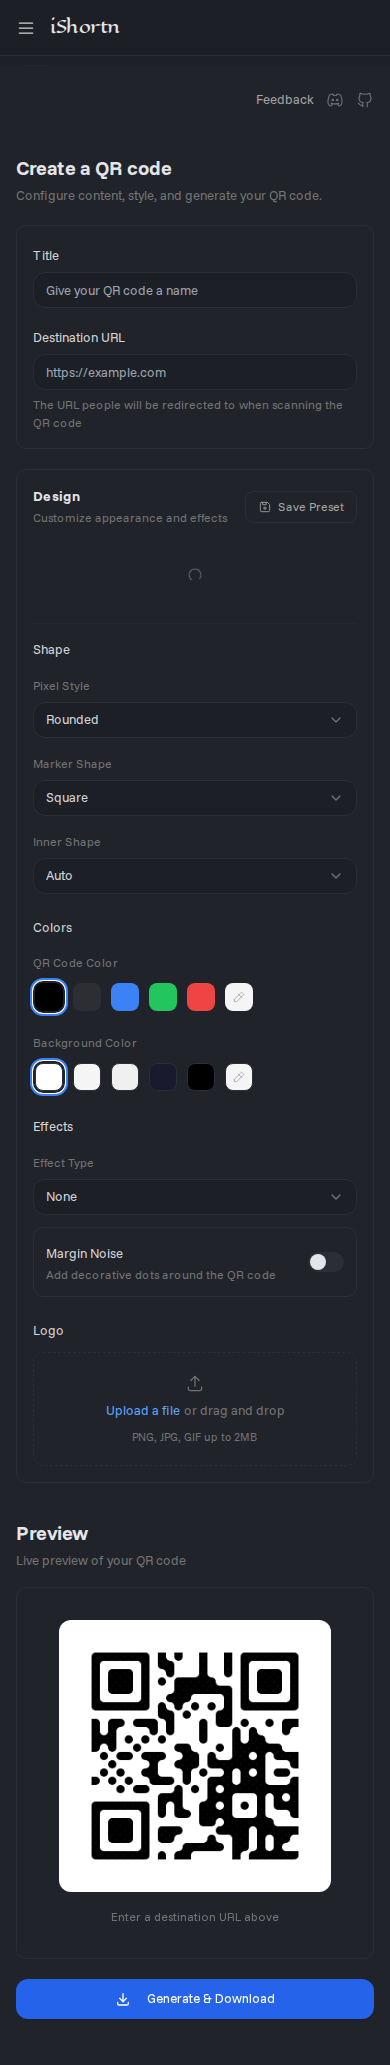 iShortn
Feedback
Create a QR code
Configure content, style, and generate your QR code.
Title
Give your QR code a name
Destination URL
https://example.com
The URL people will be redirected to when scanning the
QR code
Design
Customize appearance and effects
Save Preset
Shape
Pixel Style
Rounded
Marker Shape
Square
Inner Shape
Auto
Colors
QR Code Color
Background Color
Effects
Effect Type
None
Margin Noise
Add decorative dots around the QR code
Logo
Upload a file or drag and drop
PNG, JPG, GIF up to 2MB
Preview
Live preview of your QR code
Enter a destination URL above
Generate & Download